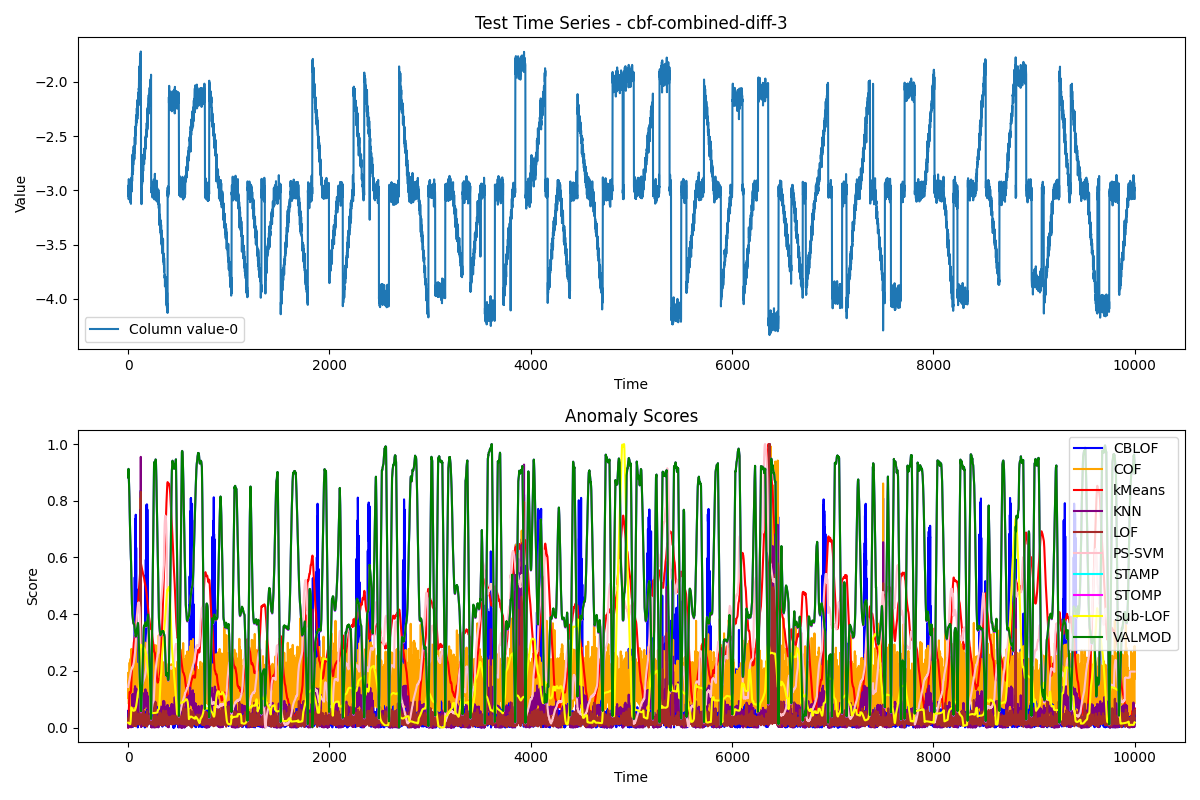 Test Time Series - cbf-combined-diff-3
Value
−2.0
−2.5
−3.0
−3.5
−4.0
Column value-0
0 2000 4000 6000 8000 10000
Time
Anomaly Scores
Score
1.0
0.8
0.6
0.4
0.2
0.0
CBLOF
COF
kMeans
KNN
LOF
PS-SVM
STAMP
STOMP
Sub-LOF
VALMOD
0 2000 4000 6000 8000 10000
Time